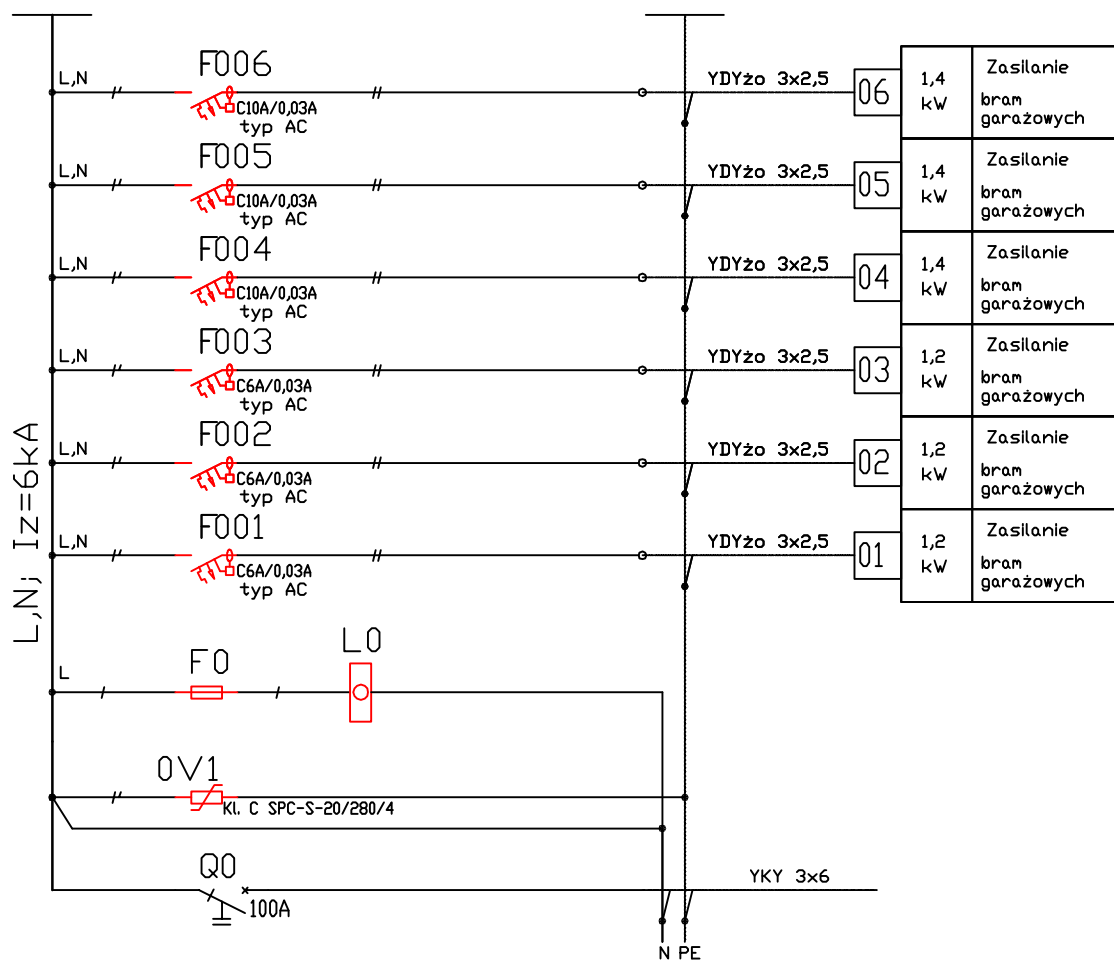 F006
L,N
C10A/0,03A
typ AC
YDYżo 3x2,5
06
1,4
kW
Zasilanie
bram
garażowych
F005
L,N
C10A/0,03A
typ AC
YDYżo 3x2,5
05
1,4
kW
Zasilanie
bram
garażowych
F004
L,N
C10A/0,03A
typ AC
YDYżo 3x2,5
04
1,4
kW
Zasilanie
bram
garażowych
F003
L,N
C6A/0,03A
typ AC
YDYżo 3x2,5
03
1,2
kW
Zasilanie
bram
garażowych
F002
L,N
C6A/0,03A
typ AC
YDYżo 3x2,5
02
1,2
kW
Zasilanie
bram
garażowych
F001
L,N
C6A/0,03A
typ AC
YDYżo 3x2,5
01
1,2
kW
Zasilanie
bram
garażowych
L,N; Iz=6kA
L
F0
L0
0V1
Kl. C SPC-S-20/280/4
Q0
100A
YKY 3x6
N PE